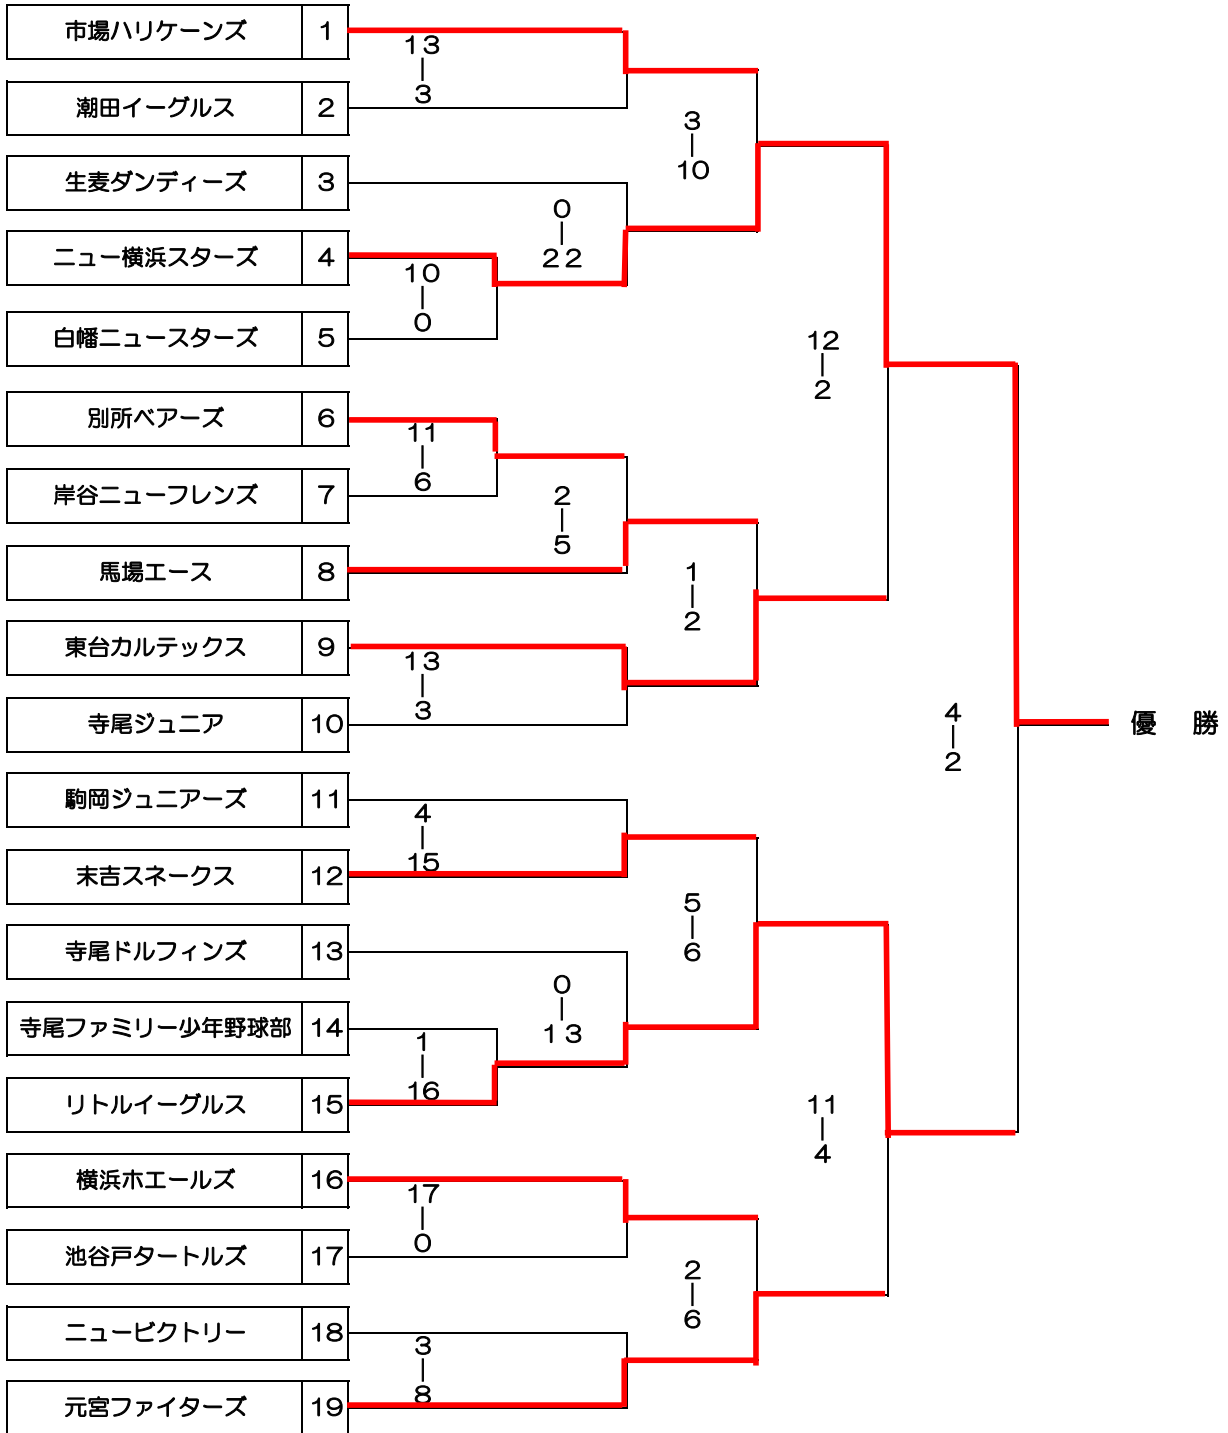 市場ハリケーンズ 1
13
|
3
潮田イーグルス 2
3
|
10
生麦ダンディーズ 3
0
|
22
ニュー横浜スターズ 4
10
|
0
白幡ニュースターズ 5
12
|
2
別所ベアーズ 6
11
|
6
岸谷ニューフレンズ 7
2
|
5
馬場エース 8
1
|
2
東台カルテックス 9
13
|
3
寺尾ジュニア 10
4
|
2
優 勝
駒岡ジュニアーズ 11
4
|
15
末吉スネークス 12
5
|
6
寺尾ドルフィンズ 13
0
|
13
寺尾ファミリー少年野球部 14
1
|
16
リトルイーグルス 15
11
|
4
横浜ホエールズ 16
17
|
0
池谷戸タートルズ 17
2
|
6
ニュービクトリー 18
3
|
8
元宮ファイターズ 19